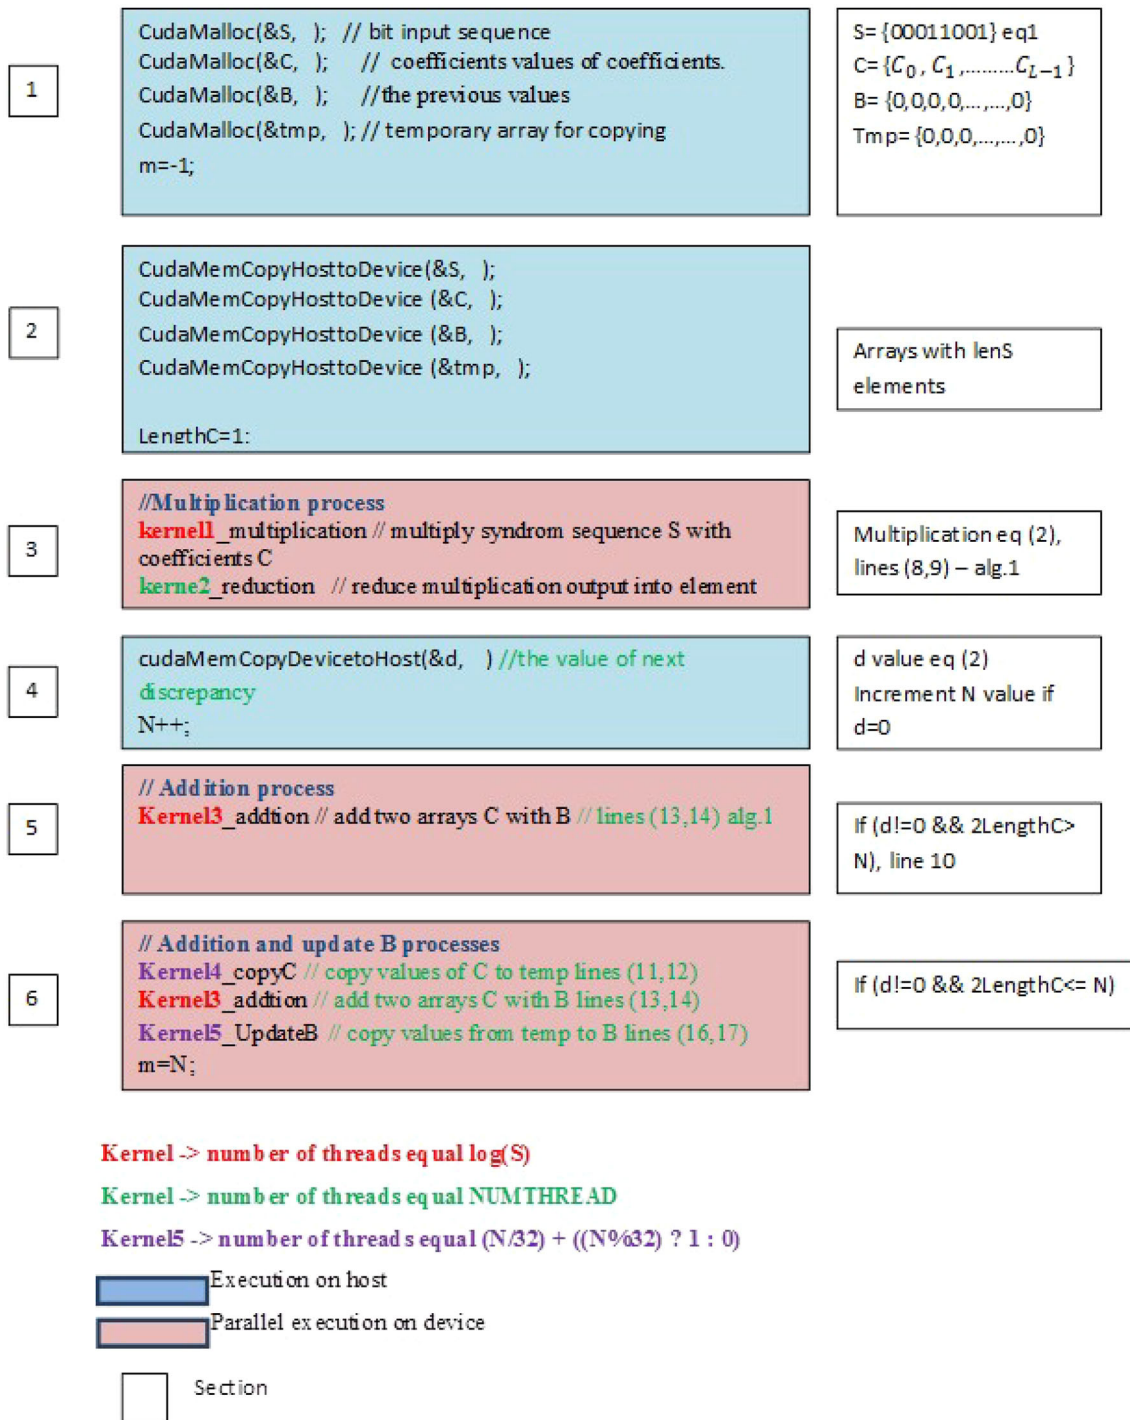 1
CudaMalloc(&S,  );  // bit input sequence
CudaMalloc(&C,  );    //  coefficients values of coefficients.
CudaMalloc(&B,  );    //the previous values
CudaMalloc(&tmp,  ); // temporary array for copying
m=-1;
S= {00011001} eq1
C= {C₀ , C₁ ,.........C_{L−1} }
B= {0,0,0,0,...,...,0}
Tmp= {0,0,0,...,...,0}
2
CudaMemCopyHosttoDevice(&S,  );
CudaMemCopyHosttoDevice (&C,  );
CudaMemCopyHosttoDevice (&B,  );
CudaMemCopyHosttoDevice (&tmp,  );
LengthC=1:
Arrays with lenS
elements
3
//Multiplication process
kernel1_multiplication // multiply syndrom sequence S with
coefficients C
kerne2_reduction  // reduce multiplication output into element
Multiplication eq (2),
lines (8,9) – alg.1
4
cudaMemCopyDevicetoHost(&d,  ) //the value of next
discrepancy
N++;
d value eq (2)
Increment N value if
d=0
5
// Addition process
Kernel3_addtion // add two arrays C with B // lines (13,14) alg.1
If (d!=0 && 2LengthC>
N), line 10
6
// Addition and update B processes
Kernel4_copyC // copy values of C to temp lines (11,12)
Kernel3_addtion // add two arrays C with B lines (13,14)
Kernel5_UpdateB // copy values from temp to B lines (16,17)
m=N;
If (d!=0 && 2LengthC<= N)
Kernel -> number of threads equal log(S)
Kernel -> number of threads equal NUMTHREAD
Kernel5 -> number of threads equal (N/32) + ((N%32) ? 1 : 0)
Execution on host
Parallel execution on device
Section